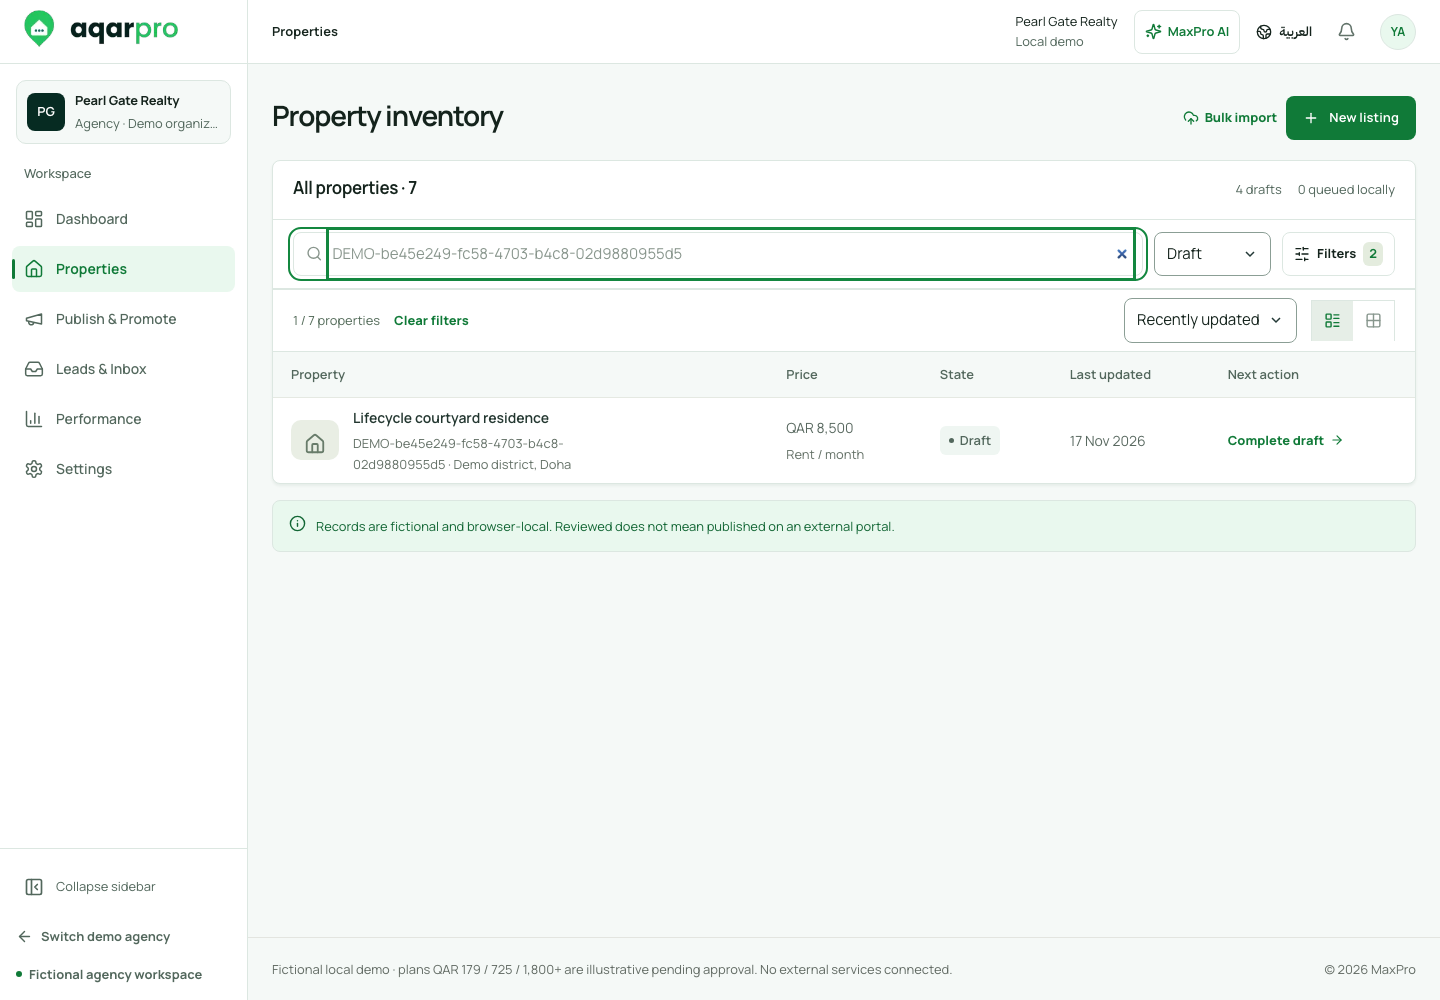 aqarpro
Properties
Pearl Gate Realty
Local demo
MaxPro AI
العربية
YA
PG
Pearl Gate Realty
Agency · Demo organiz...
Workspace
Dashboard
Properties
Publish & Promote
Leads & Inbox
Performance
Settings
Collapse sidebar
Switch demo agency
Fictional agency workspace
Property inventory
Bulk import
New listing
All properties · 7
4 drafts
0 queued locally
DEMO-be45e249-fc58-4703-b4c8-02d9880955d5
Draft
Filters 2
1 / 7 properties
Clear filters
Recently updated
Property
Price
State
Last updated
Next action
Lifecycle courtyard residence
DEMO-be45e249-fc58-4703-b4c8-
02d9880955d5 · Demo district, Doha
QAR 8,500
Rent / month
Draft
17 Nov 2026
Complete draft
Records are fictional and browser-local. Reviewed does not mean published on an external portal.
Fictional local demo · plans QAR 179 / 725 / 1,800+ are illustrative pending approval. No external services connected.
© 2026 MaxPro